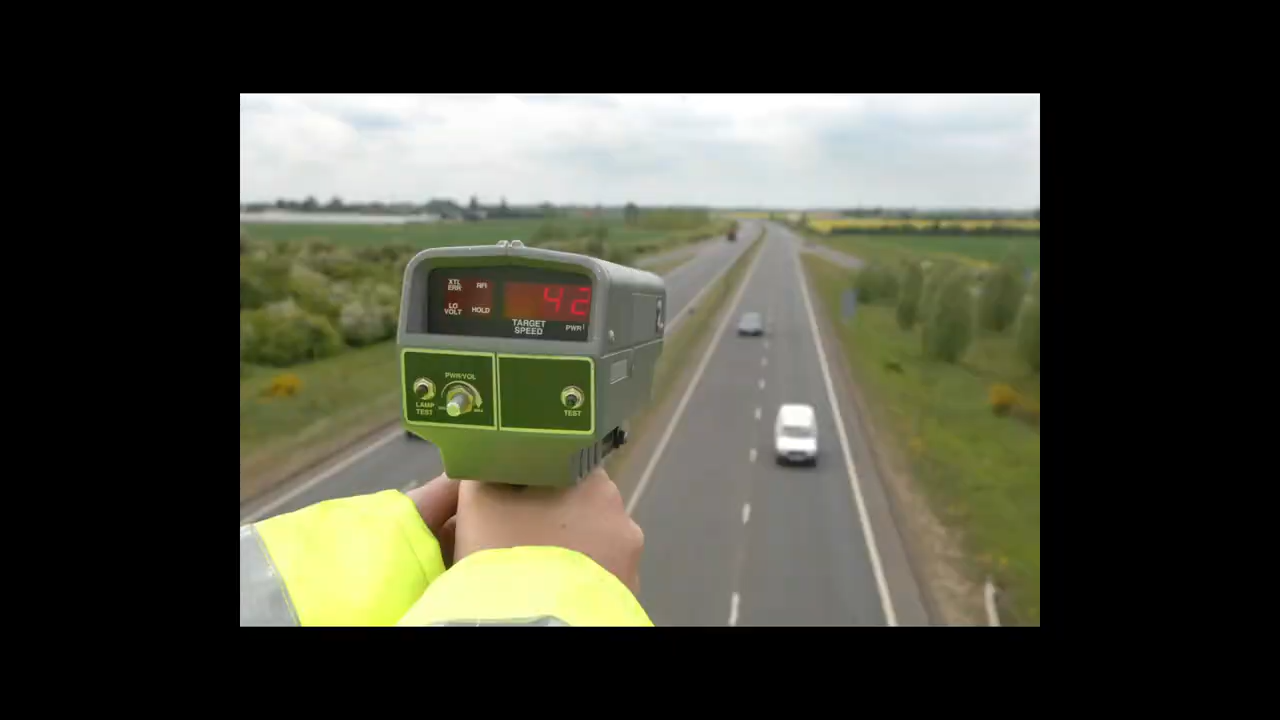 XTL
ERR
RFI
LO
VOLT
HOLD
42
TARGET
SPEED
PWR
PWR/VOL
LAMP
TEST
TEST